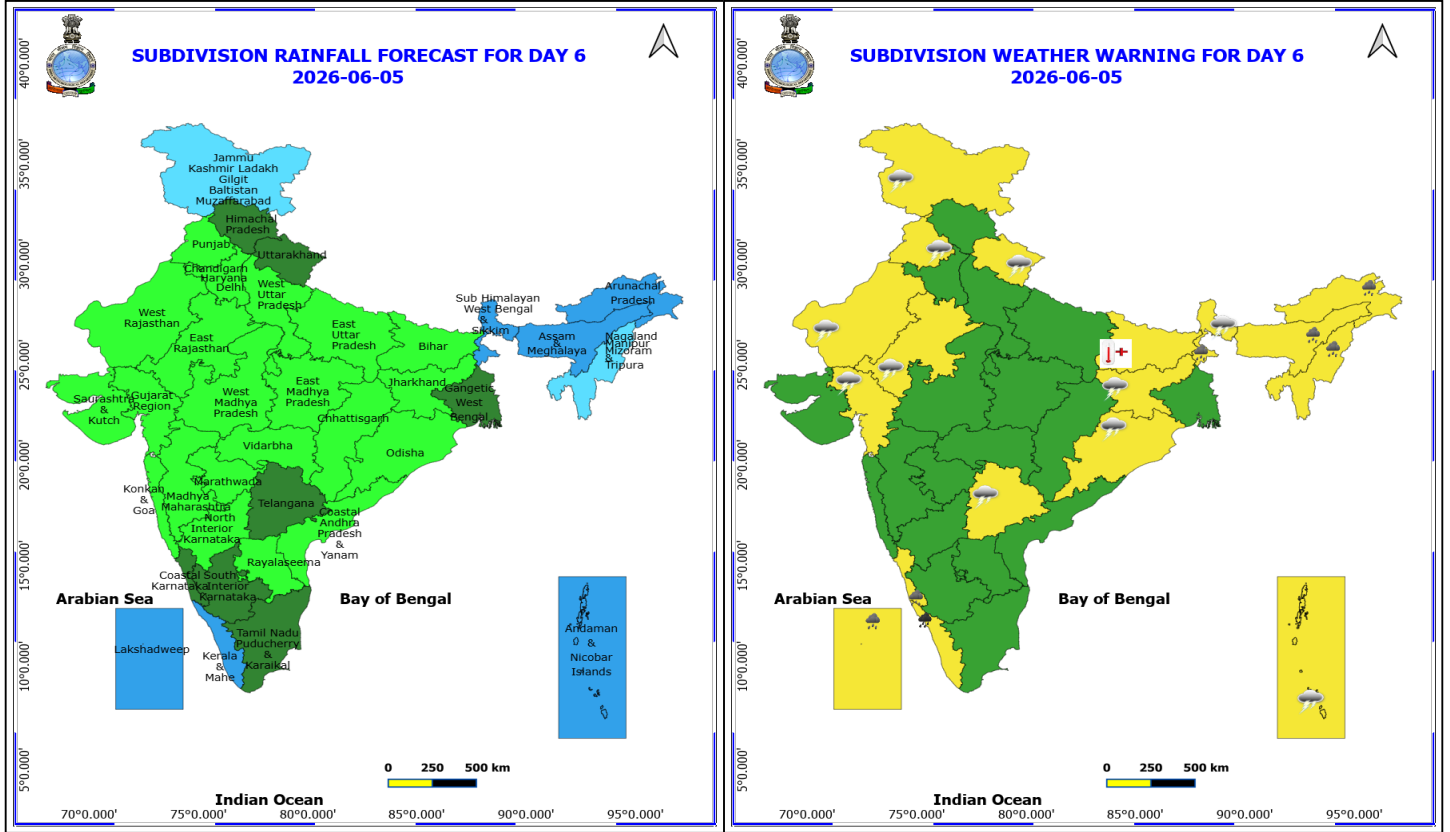 SUBDIVISION RAINFALL FORECAST FOR DAY 6
2026-06-05
40°0.000'
35°0.000'
30°0.000'
25°0.000'
20°0.000'
15°0.000'
10°0.000'
5°0.000'
Jammu
Kashmir Ladakh
Gilgit
Baltistan
Muzaffarabad
Himachal
Pradesh
Punjab
Uttarakhand
Chandigarh
Haryana
Delhi
West
Uttar
Pradesh
Arunachal
Pradesh
Sub Himalayan
West Bengal
&
Sikkim
West
Rajasthan
East
Rajasthan
East
Uttar
Pradesh
Bihar
Assam
&
Meghalaya
Nagaland
Manipur
Mizoram
&
Tripura
Saurashtra
&
Kutch
Gujarat
Region
West
Madhya
Pradesh
East
Madhya
Pradesh
Jharkhand
Gangetic
West
Bengal
Chhattisgarh
Vidarbha
Odisha
Konkan
&
Goa
Madhya
Maharashtra
Marathwada
Telangana
North
Interior
Karnataka
Coastal
Andhra
Pradesh
&
Yanam
Rayalaseema
Coastal
Karnataka
South
Interior
Karnataka
Arabian Sea
Bay of Bengal
Lakshadweep
Kerala
&
Mahe
Tamil Nadu
Puducherry
&
Karaikal
Andaman
&
Nicobar
Islands
0 250 500 km
Indian Ocean
70°0.000' 75°0.000' 80°0.000' 85°0.000' 90°0.000' 95°0.000'
SUBDIVISION WEATHER WARNING FOR DAY 6
2026-06-05
40°0.000'
35°0.000'
30°0.000'
25°0.000'
20°0.000'
15°0.000'
10°0.000'
5°0.000'
Arabian Sea
Bay of Bengal
0 250 500 km
Indian Ocean
70°0.000' 75°0.000' 80°0.000' 85°0.000' 90°0.000' 95°0.000'